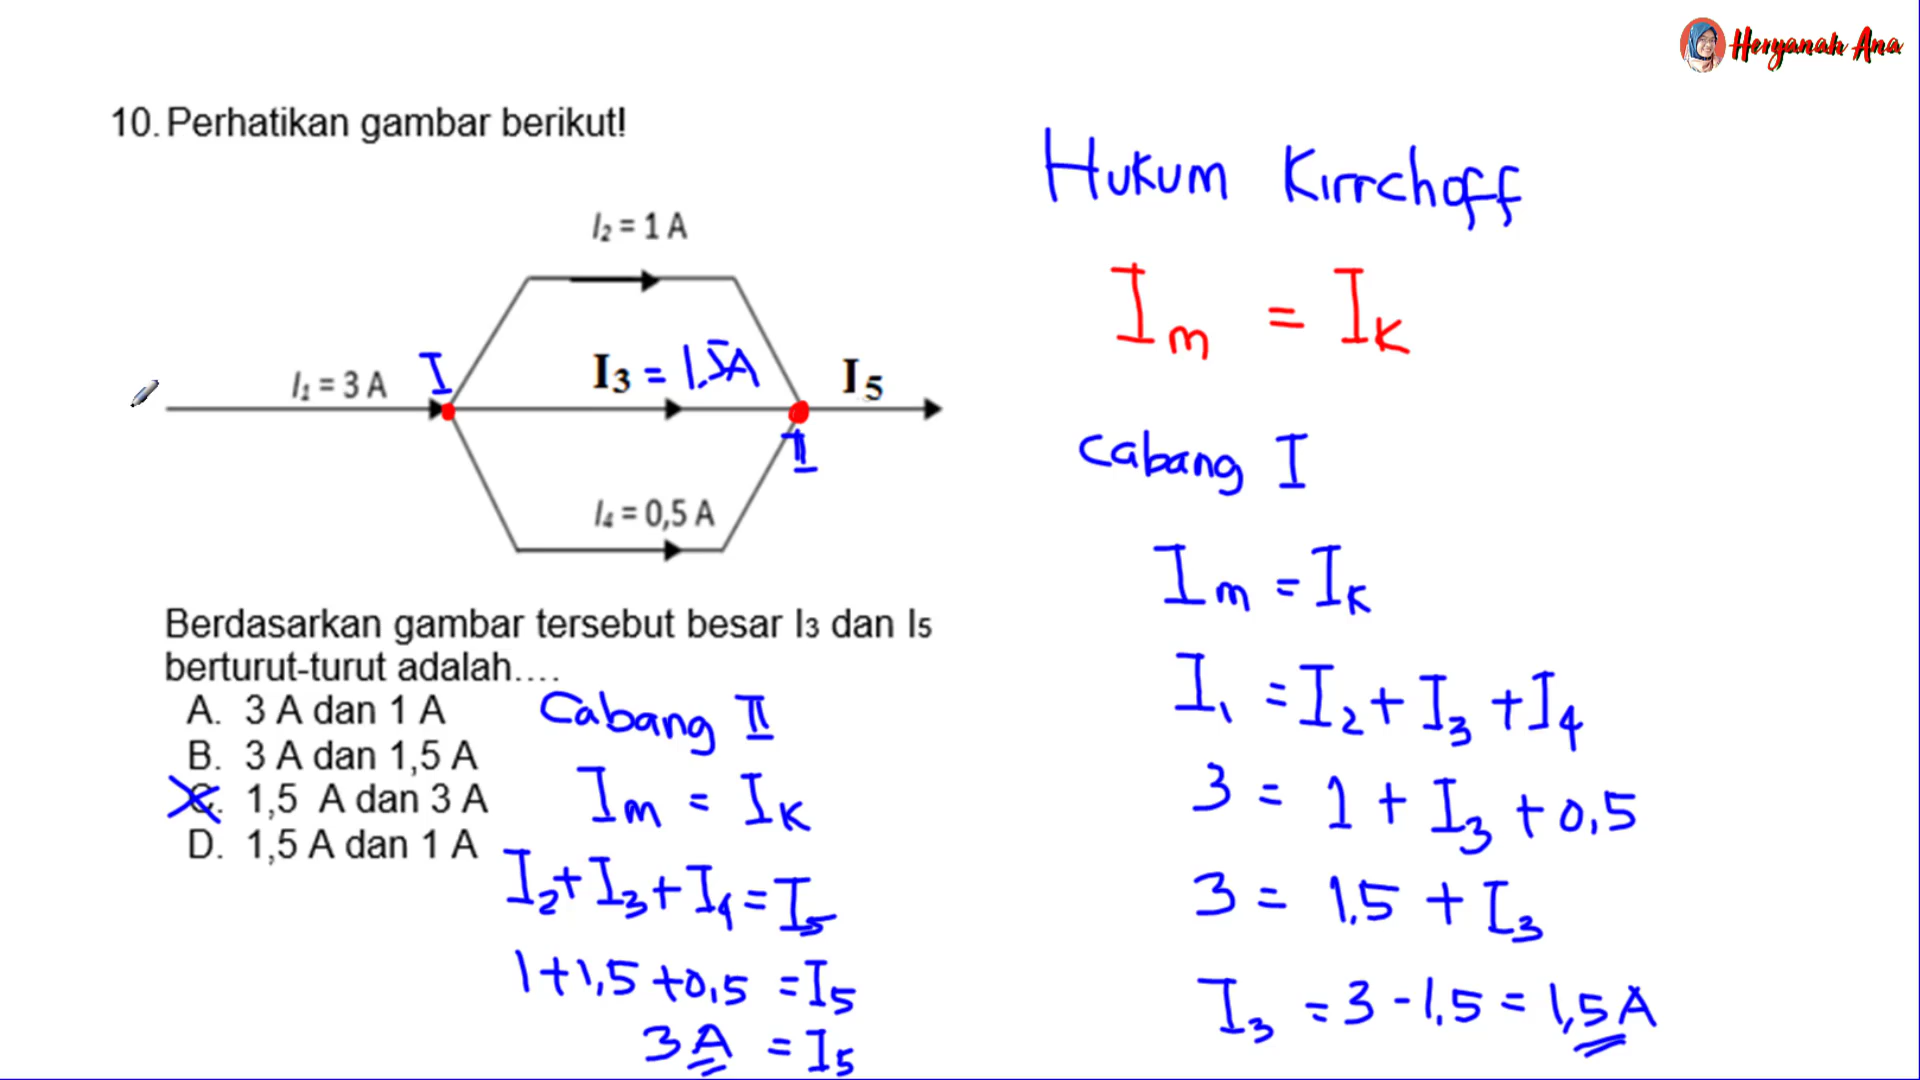 Heryanah Ana
10. Perhatikan gambar berikut!
I2 = 1 A
I1 = 3 A
I
I3 = 1.5A
I5
II
I4 = 0,5 A
Berdasarkan gambar tersebut besar I3 dan I5
berturut-turut adalah....
A. 3 A dan 1 A
B. 3 A dan 1,5 A
C. 1,5 A dan 3 A
D. 1,5 A dan 1 A
Cabang II
Im = Ik
I2 + I3 + I4 = I5
1 + 1,5 + 0,5 = I5
3 A = I5
Hukum Kirrchoff
Im = Ik
Cabang I
Im = Ik
I1 = I2 + I3 + I4
3 = 1 + I3 + 0,5
3 = 1.5 + I3
I3 = 3 - 1.5 = 1,5 A